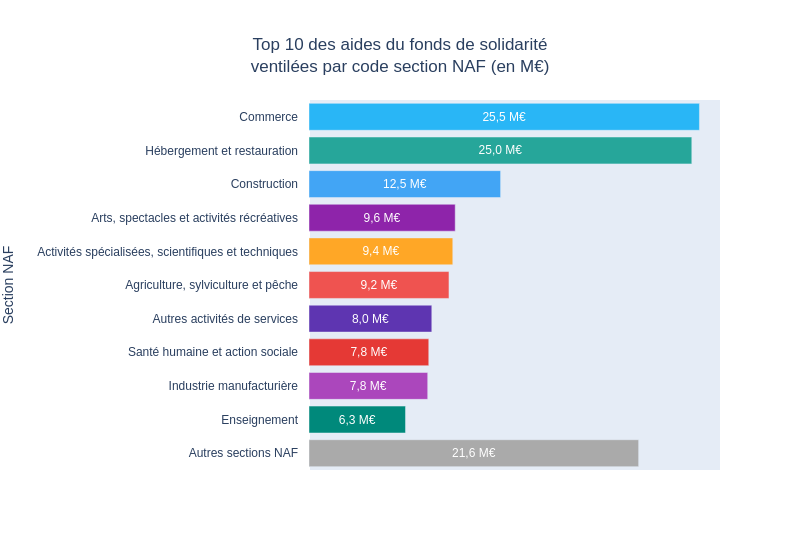 Top 10 des aides du fonds de solidarité
ventilées par code section NAF (en M€)
Section NAF
Commerce 25,5 M€
Hébergement et restauration 25,0 M€
Construction 12,5 M€
Arts, spectacles et activités récréatives 9,6 M€
Activités spécialisées, scientifiques et techniques 9,4 M€
Agriculture, sylviculture et pêche 9,2 M€
Autres activités de services 8,0 M€
Santé humaine et action sociale 7,8 M€
Industrie manufacturière 7,8 M€
Enseignement 6,3 M€
Autres sections NAF 21,6 M€